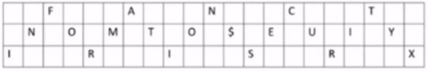 F A N C T
N O M T O $ E U I Y
I R I S R X